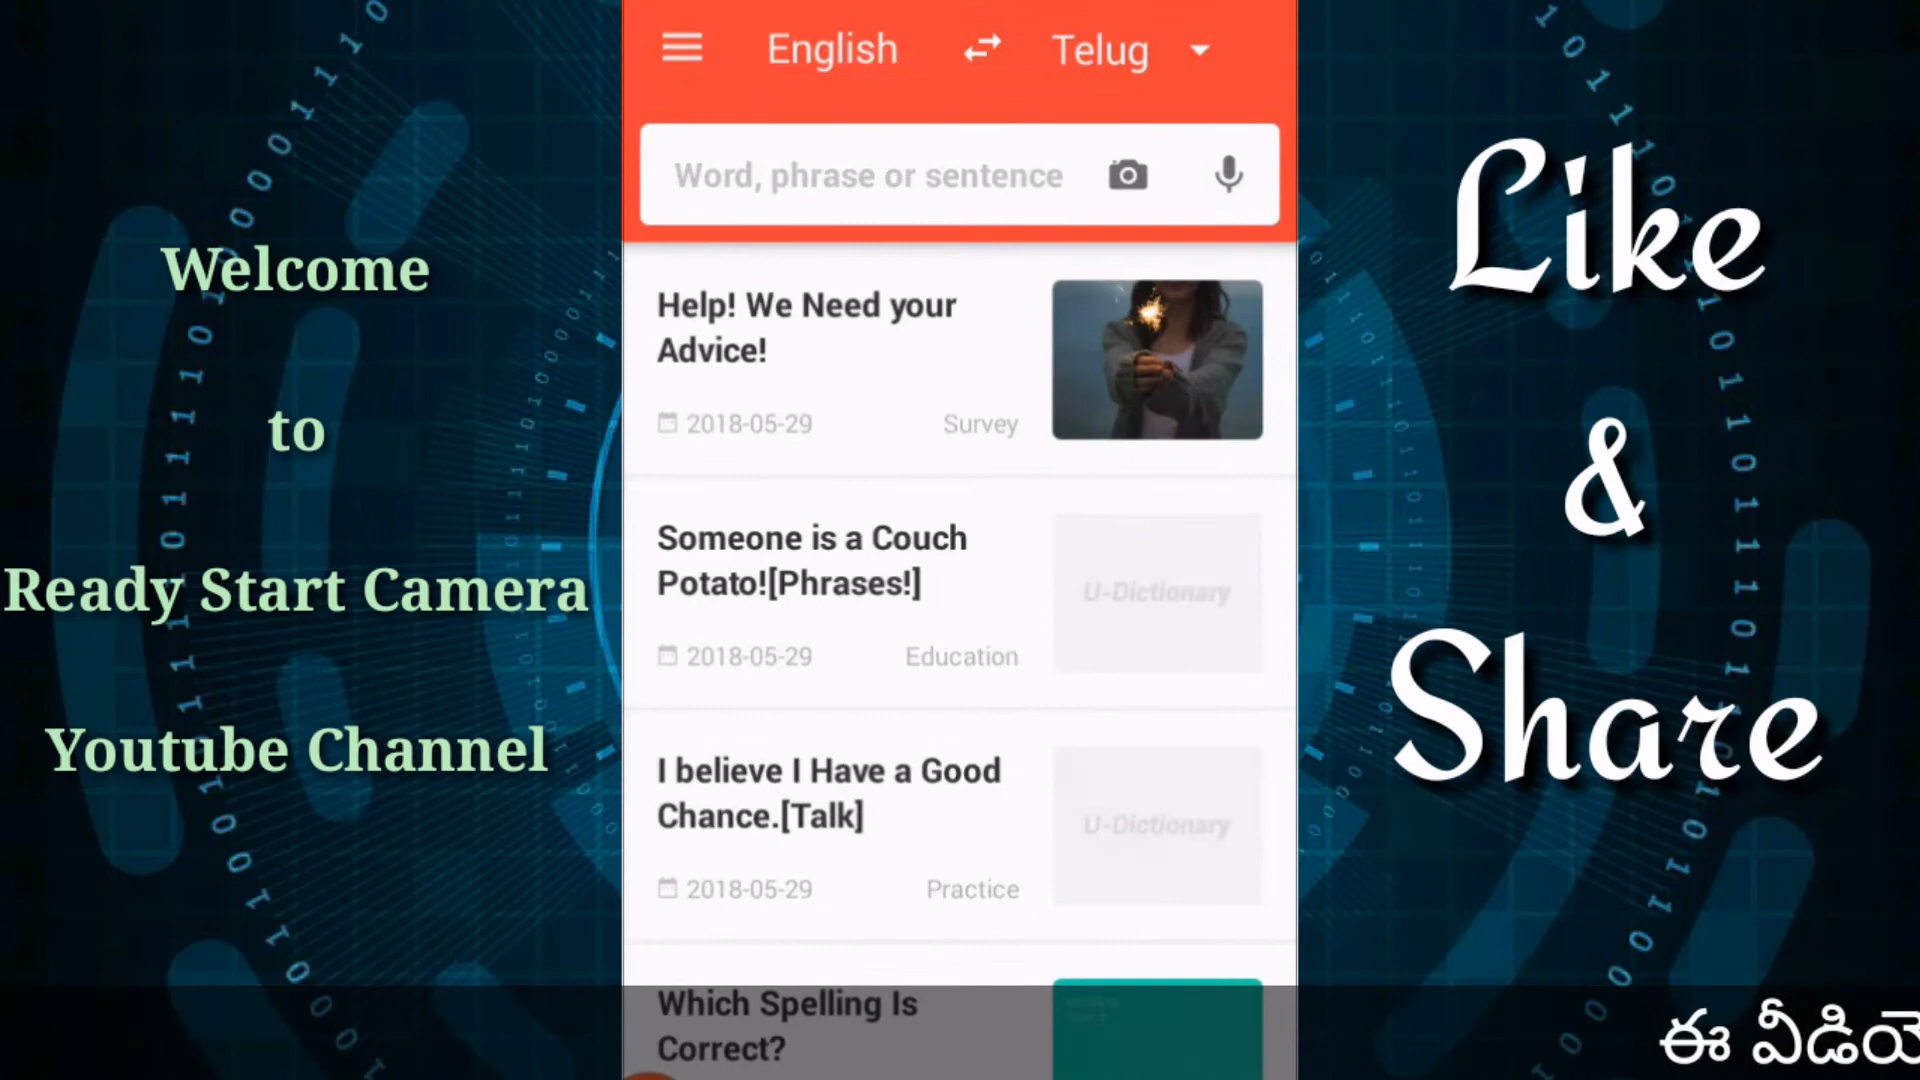 Welcome
to
Ready Start Camera
Youtube Channel
English
Telug
Word, phrase or sentence
Help! We Need your
Advice!
2018-05-29
Survey
Someone is a Couch
Potato![Phrases!]
2018-05-29
Education
U-Dictionary
I believe I Have a Good
Chance.[Talk]
2018-05-29
Practice
U-Dictionary
Which Spelling Is
Correct?
Like
&
Share
ఈ వీడియో